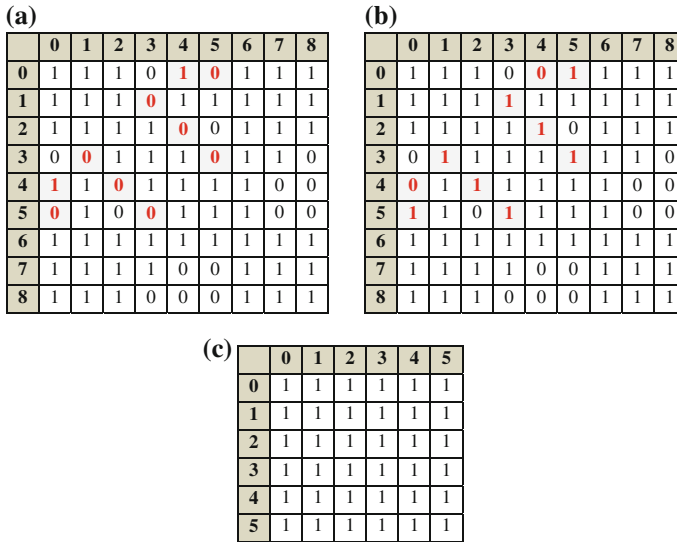 (a) (b)
0 1 2 3 4 5 6 7 8 0 1 2 3 4 5 6 7 8
0 1 1 1 0 1 0 1 1 1 0 1 1 1 0 0 1 1 1 1
1 1 1 1 0 1 1 1 1 1 1 1 1 1 1 1 1 1 1 1
2 1 1 1 1 0 0 1 1 1 2 1 1 1 1 1 0 1 1 1
3 0 0 1 1 1 0 1 1 0 3 0 1 1 1 1 1 1 1 0
4 1 1 0 1 1 1 1 0 0 4 0 1 1 1 1 1 1 0 0
5 0 1 0 0 1 1 1 0 0 5 1 1 0 1 1 1 1 0 0
6 1 1 1 1 1 1 1 1 1 6 1 1 1 1 1 1 1 1 1
7 1 1 1 1 0 0 1 1 1 7 1 1 1 1 0 0 1 1 1
8 1 1 1 0 0 0 1 1 1 8 1 1 1 0 0 0 1 1 1
(c)
0 1 2 3 4 5
0 1 1 1 1 1 1
1 1 1 1 1 1 1
2 1 1 1 1 1 1
3 1 1 1 1 1 1
4 1 1 1 1 1 1
5 1 1 1 1 1 1